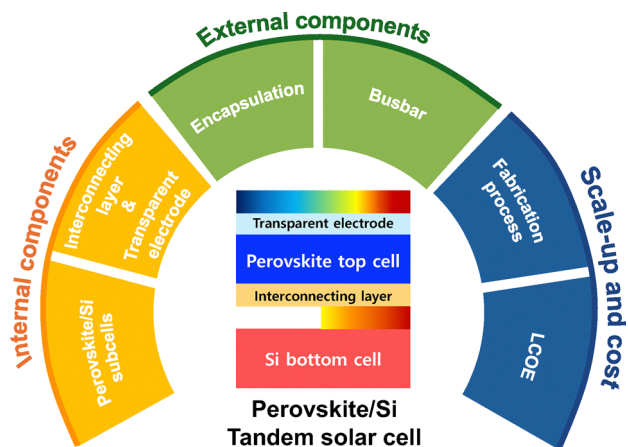 External components
Encapsulation
Busbar
Internal components
Interconnecting
layer
&
Transparent
electrode
Perovskite/Si
subcells
Scale-up and cost
Fabrication
process
LCOE
Transparent electrode
Perovskite top cell
Interconnecting layer
Si bottom cell
Perovskite/Si
Tandem solar cell